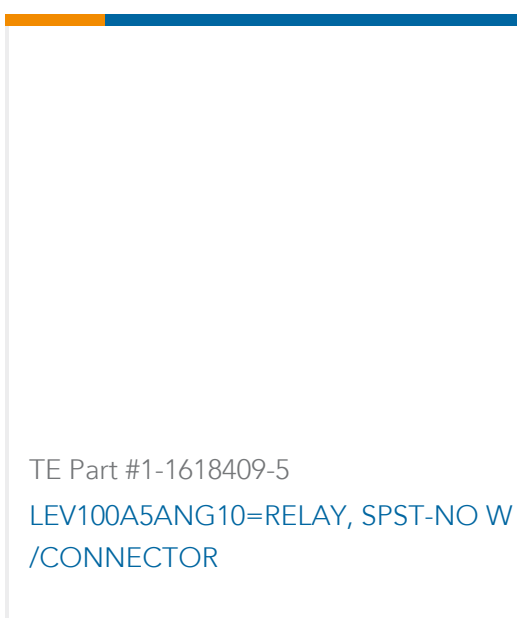 TE Part #1-1618409-5
LEV100A5ANG10=RELAY, SPST-NO W
/CONNECTOR